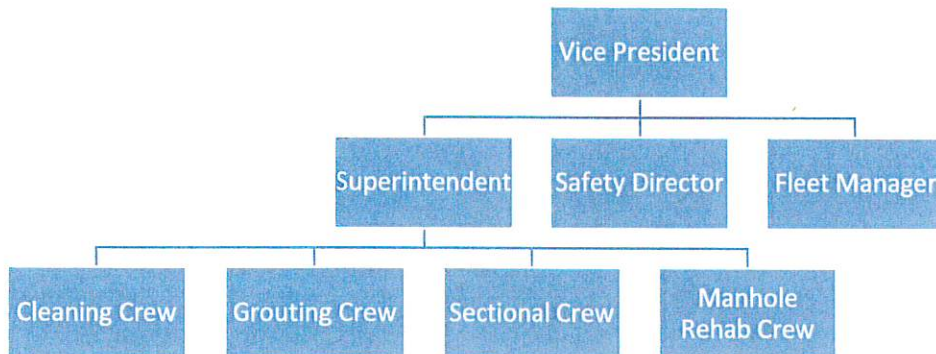 Vice President
Superintendent
Safety Director
Fleet Manager
Cleaning Crew
Grouting Crew
Sectional Crew
Manhole
Rehab Crew